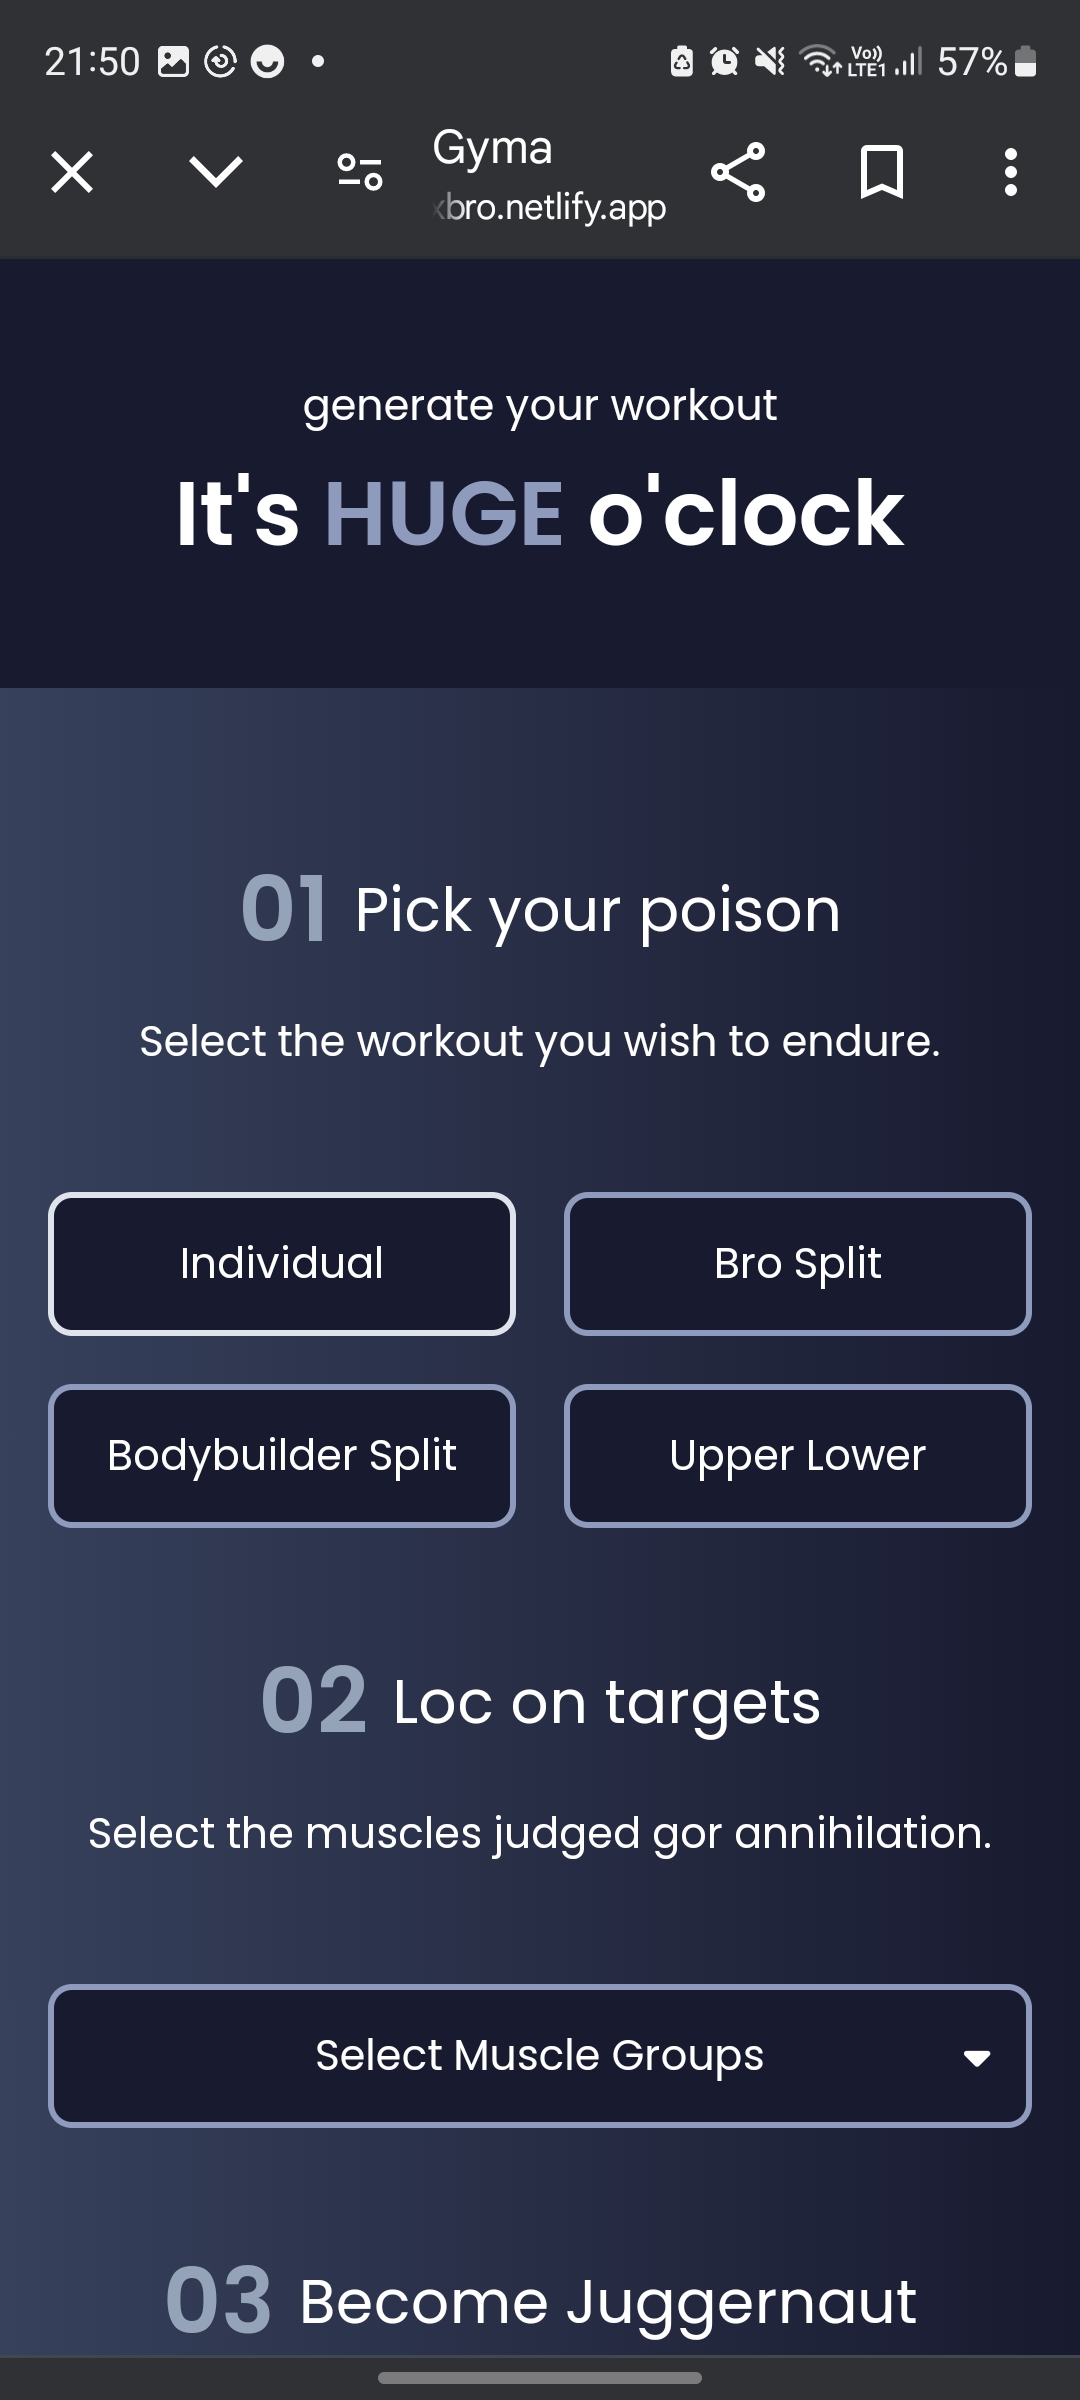 21:50
Vo))
LTE1
57%
Gyma
xbro.netlify.app
generate your workout
It's HUGE o'clock
01 Pick your poison
Select the workout you wish to endure.
Individual
Bro Split
Bodybuilder Split
Upper Lower
02 Loc on targets
Select the muscles judged gor annihilation.
Select Muscle Groups
03 Become Juggernaut